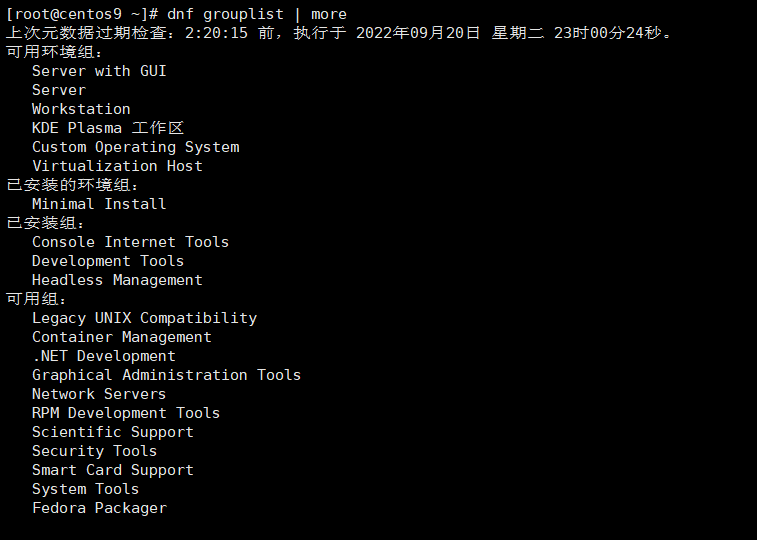 [root@centos9 ~]# dnf grouplist | more
上次元数据过期检查：2:20:15 前，执行于 2022年09月20日 星期二 23时00分24秒。
可用环境组：
Server with GUI
Server
Workstation
KDE Plasma 工作区
Custom Operating System
Virtualization Host
已安装的环境组：
Minimal Install
已安装组：
Console Internet Tools
Development Tools
Headless Management
可用组：
Legacy UNIX Compatibility
Container Management
.NET Development
Graphical Administration Tools
Network Servers
RPM Development Tools
Scientific Support
Security Tools
Smart Card Support
System Tools
Fedora Packager